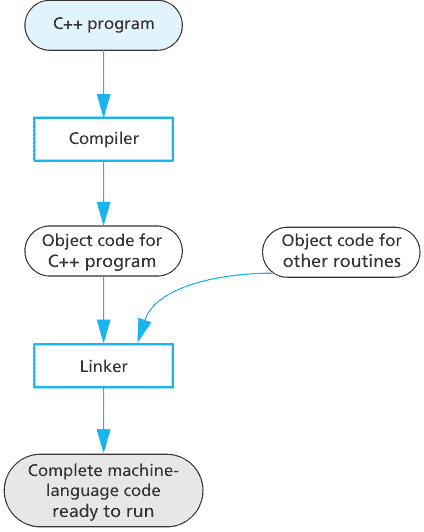 C++ program
Compiler
Object code for
C++ program
Object code for
other routines
Linker
Complete machine-
language code
ready to run